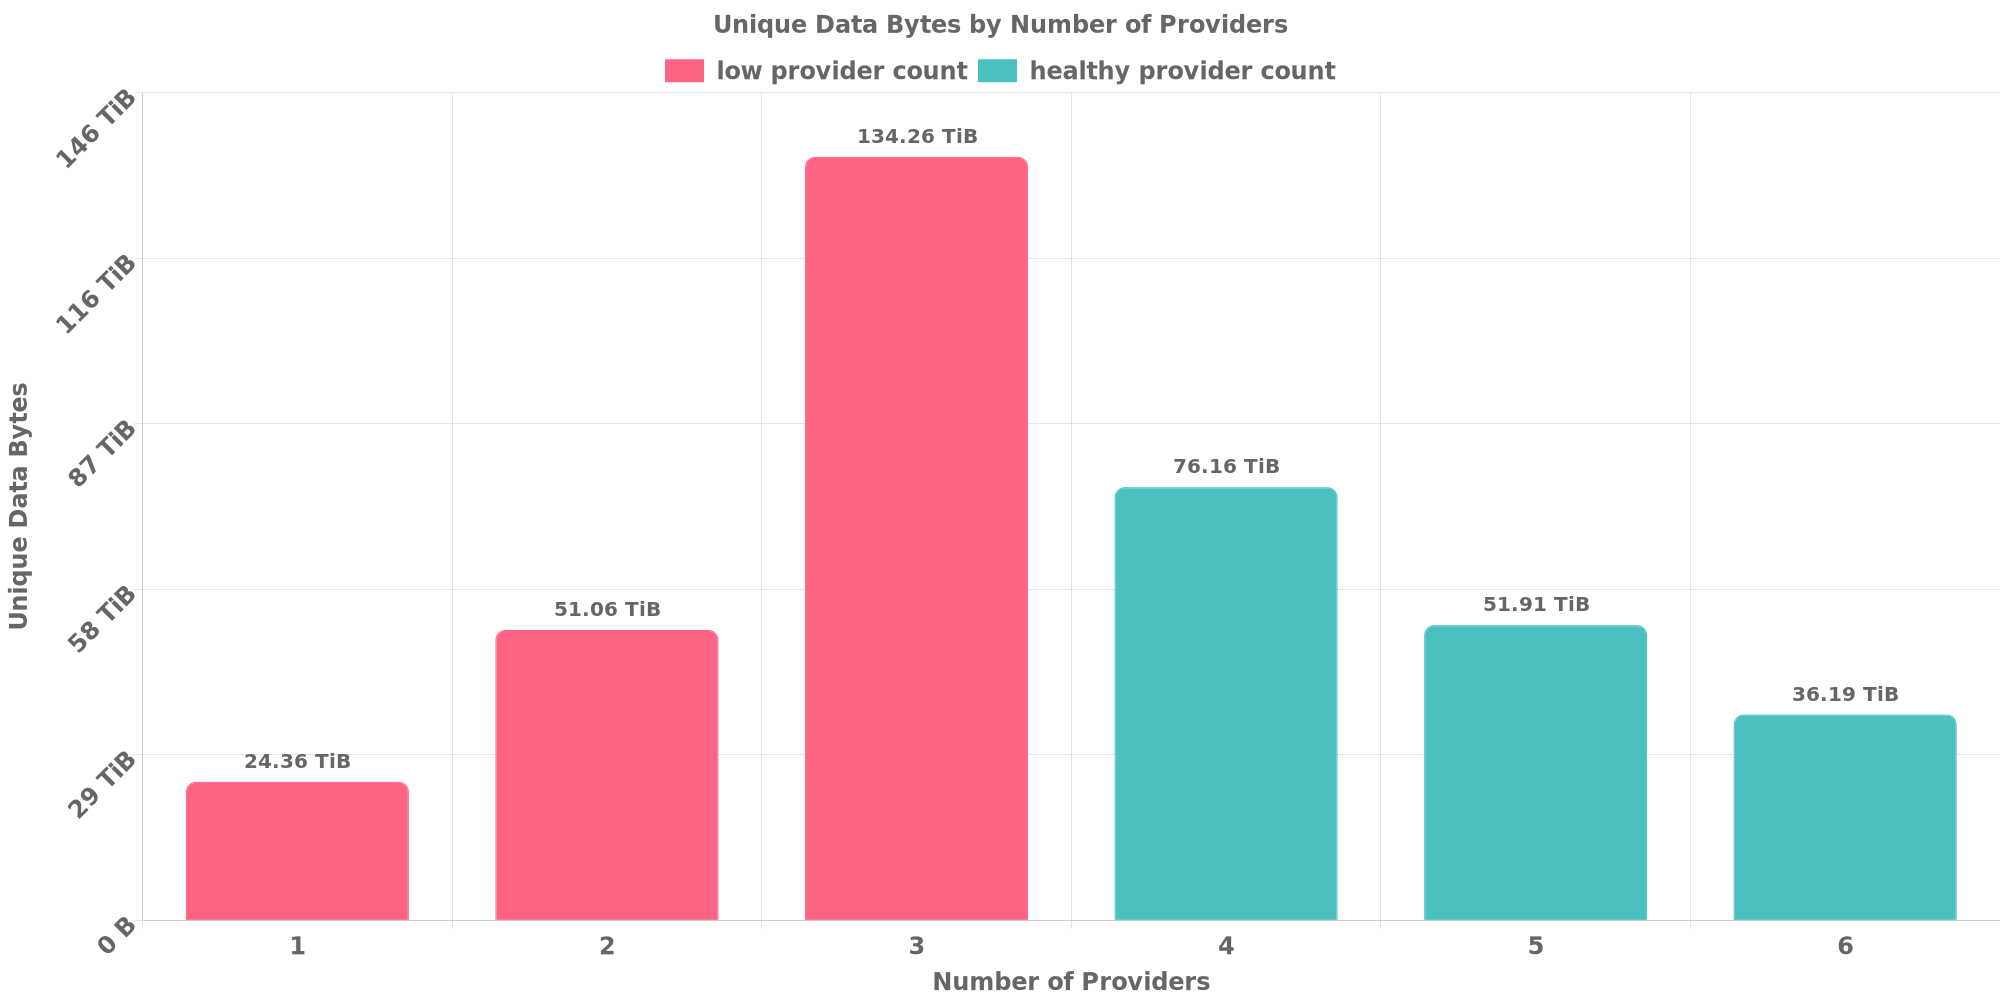 Unique Data Bytes by Number of Providers
low provider count healthy provider count
146 TiB
116 TiB
87 TiB
58 TiB
29 TiB
0 B
Unique Data Bytes
24.36 TiB
51.06 TiB
134.26 TiB
76.16 TiB
51.91 TiB
36.19 TiB
1 2 3 4 5 6
Number of Providers